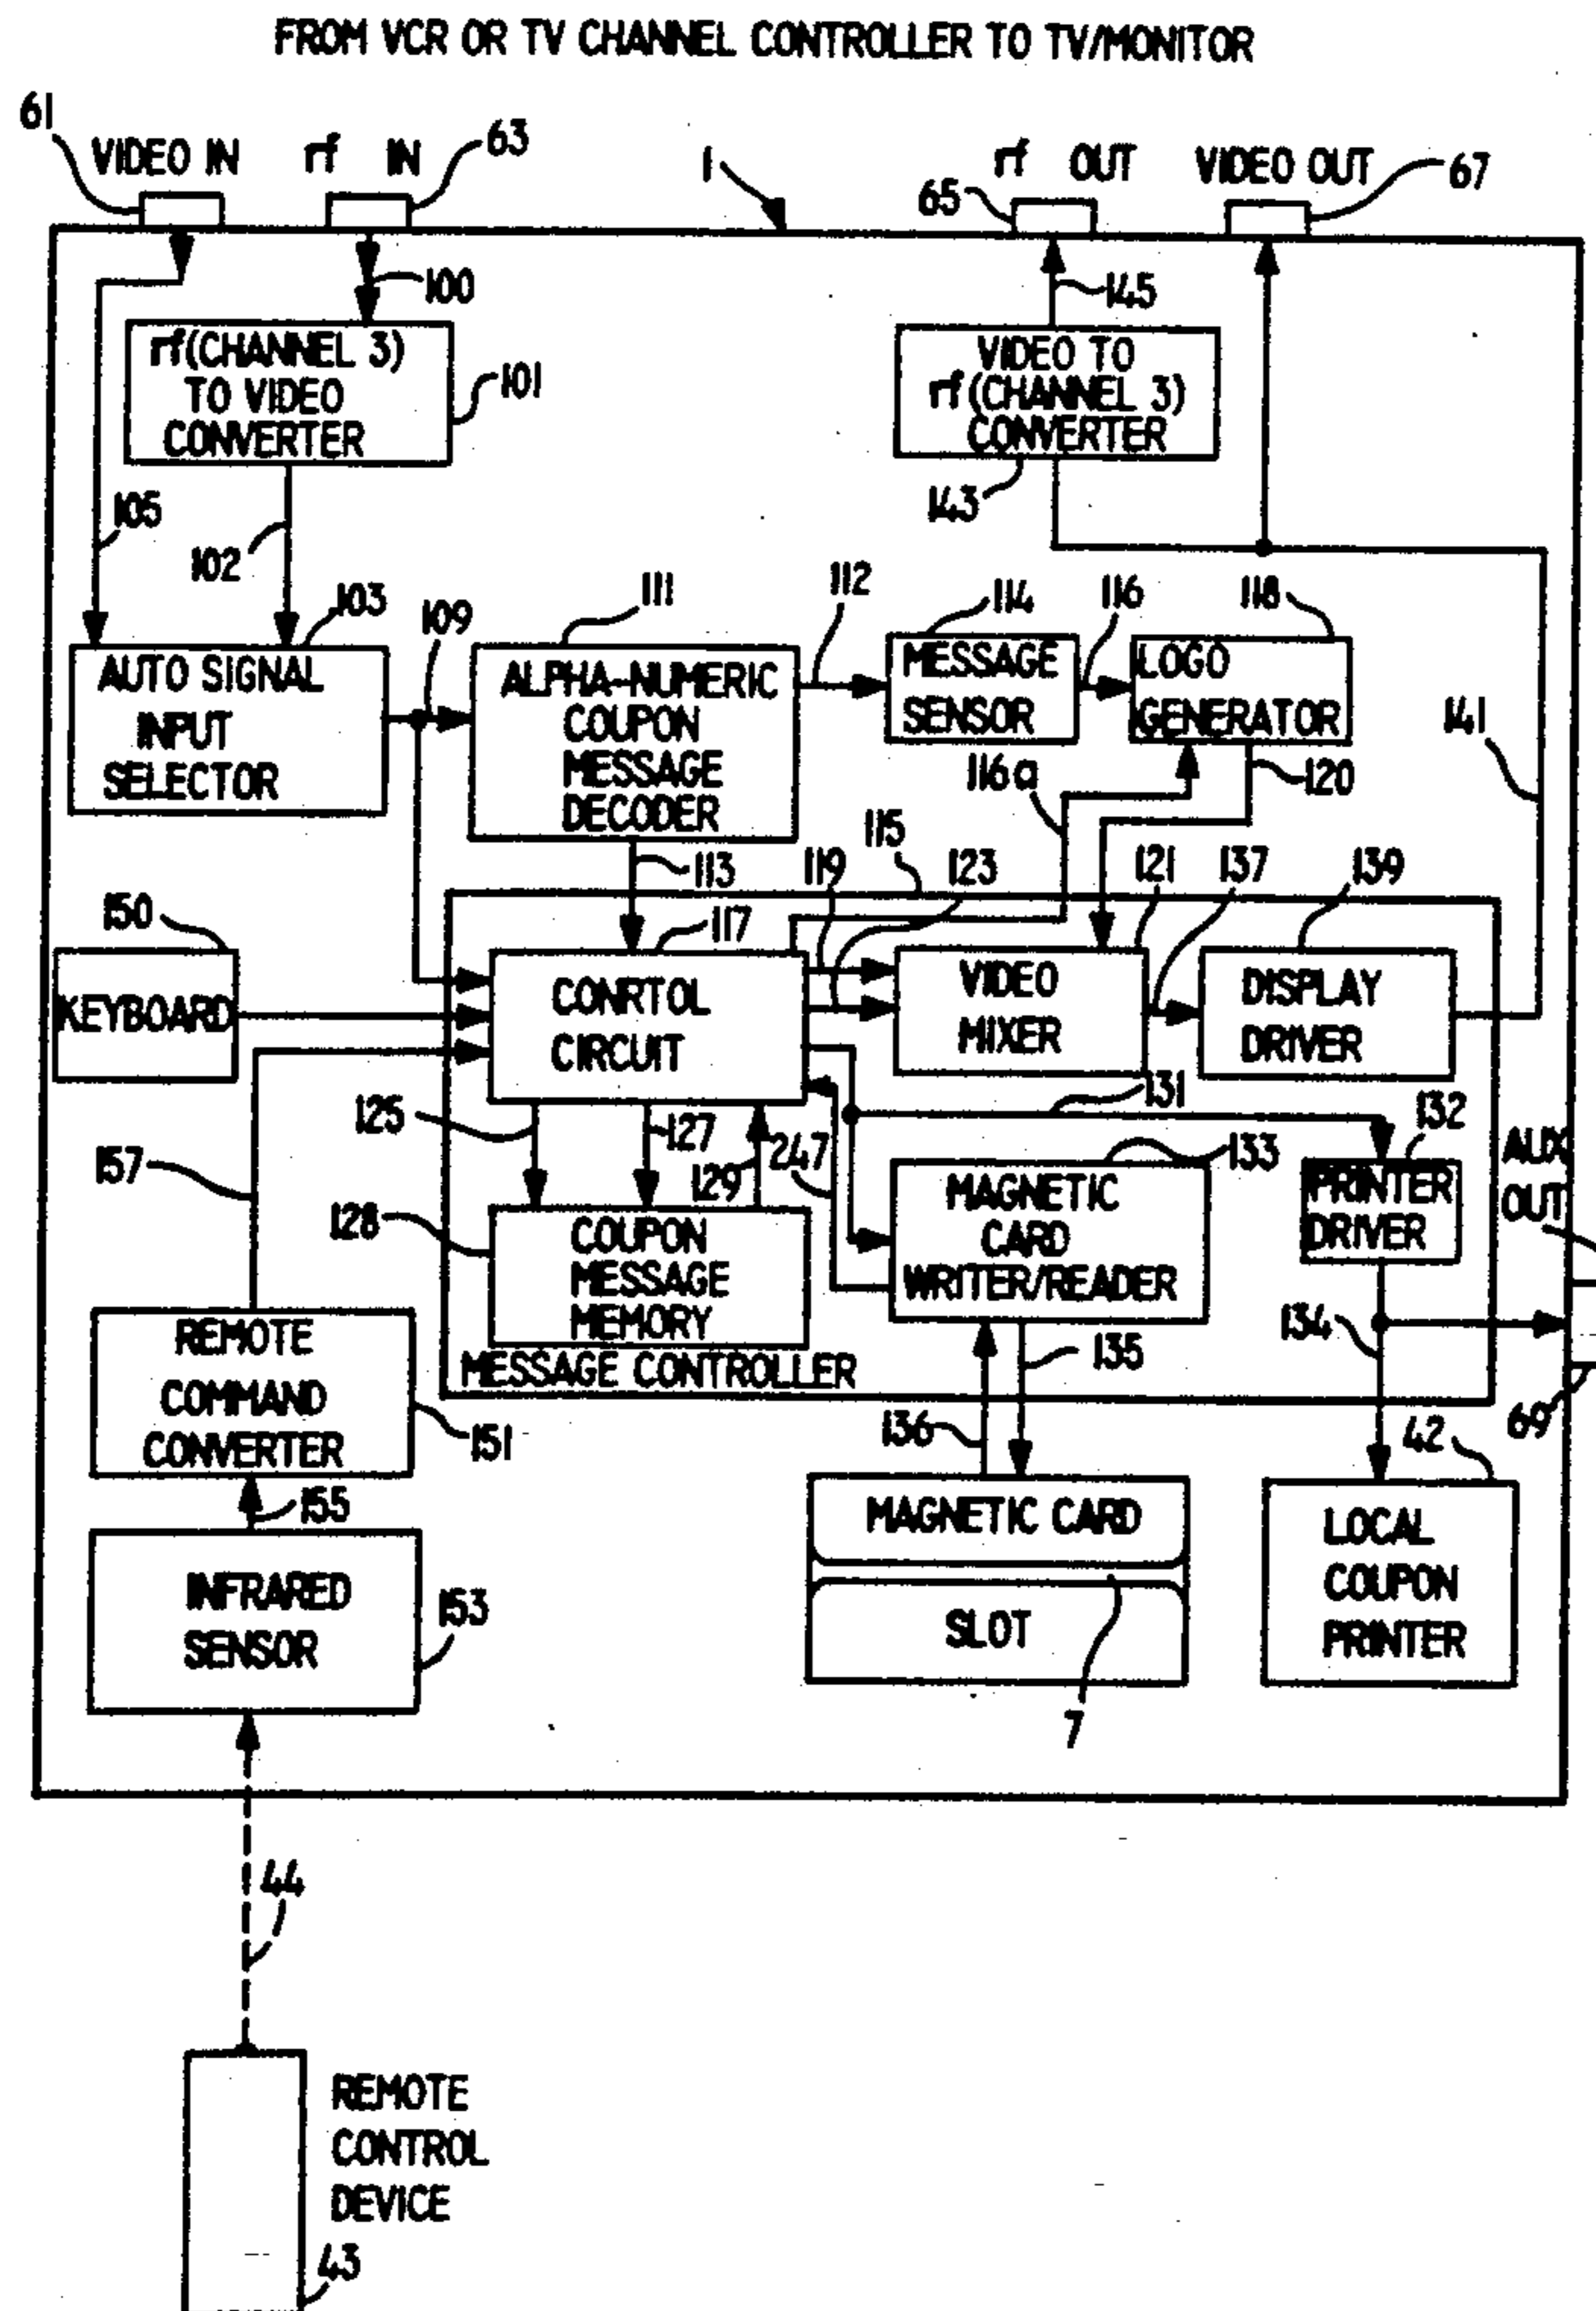 FROM VCR OR TV CHANNEL CONTROLLER TO TV/MONITOR
61
VIDEO IN
rf IN
63
1
65
rf OUT
VIDEO OUT
67
100
145
rf(CHANNEL 3)
TO VIDEO
CONVERTER
101
VIDEO TO
rf(CHANNEL 3)
CONVERTER
143
105
102
103
109
111
112
114
116
118
141
AUTO SIGNAL
INPUT
SELECTOR
ALPHA-NUMERIC
COUPON
MESSAGE
DECODER
MESSAGE
SENSOR
LOGO
GENERATOR
116a
120
113
115
119
123
121
137
139
150
117
KEYBOARD
CONRTOL
CIRCUIT
VIDEO
MIXER
DISPLAY
DRIVER
125
127
129
247
131
132
133
157
128
COUPON
MESSAGE
MEMORY
MAGNETIC
CARD
WRITER/READER
PRINTER
DRIVER
AUX
OUT
MESSAGE CONTROLLER
135
134
136
69
42
REMOTE
COMMAND
CONVERTER
151
155
INFRARED
SENSOR
153
MAGNETIC CARD
SLOT
7
LOCAL
COUPON
PRINTER
44
REMOTE
CONTROL
DEVICE
43